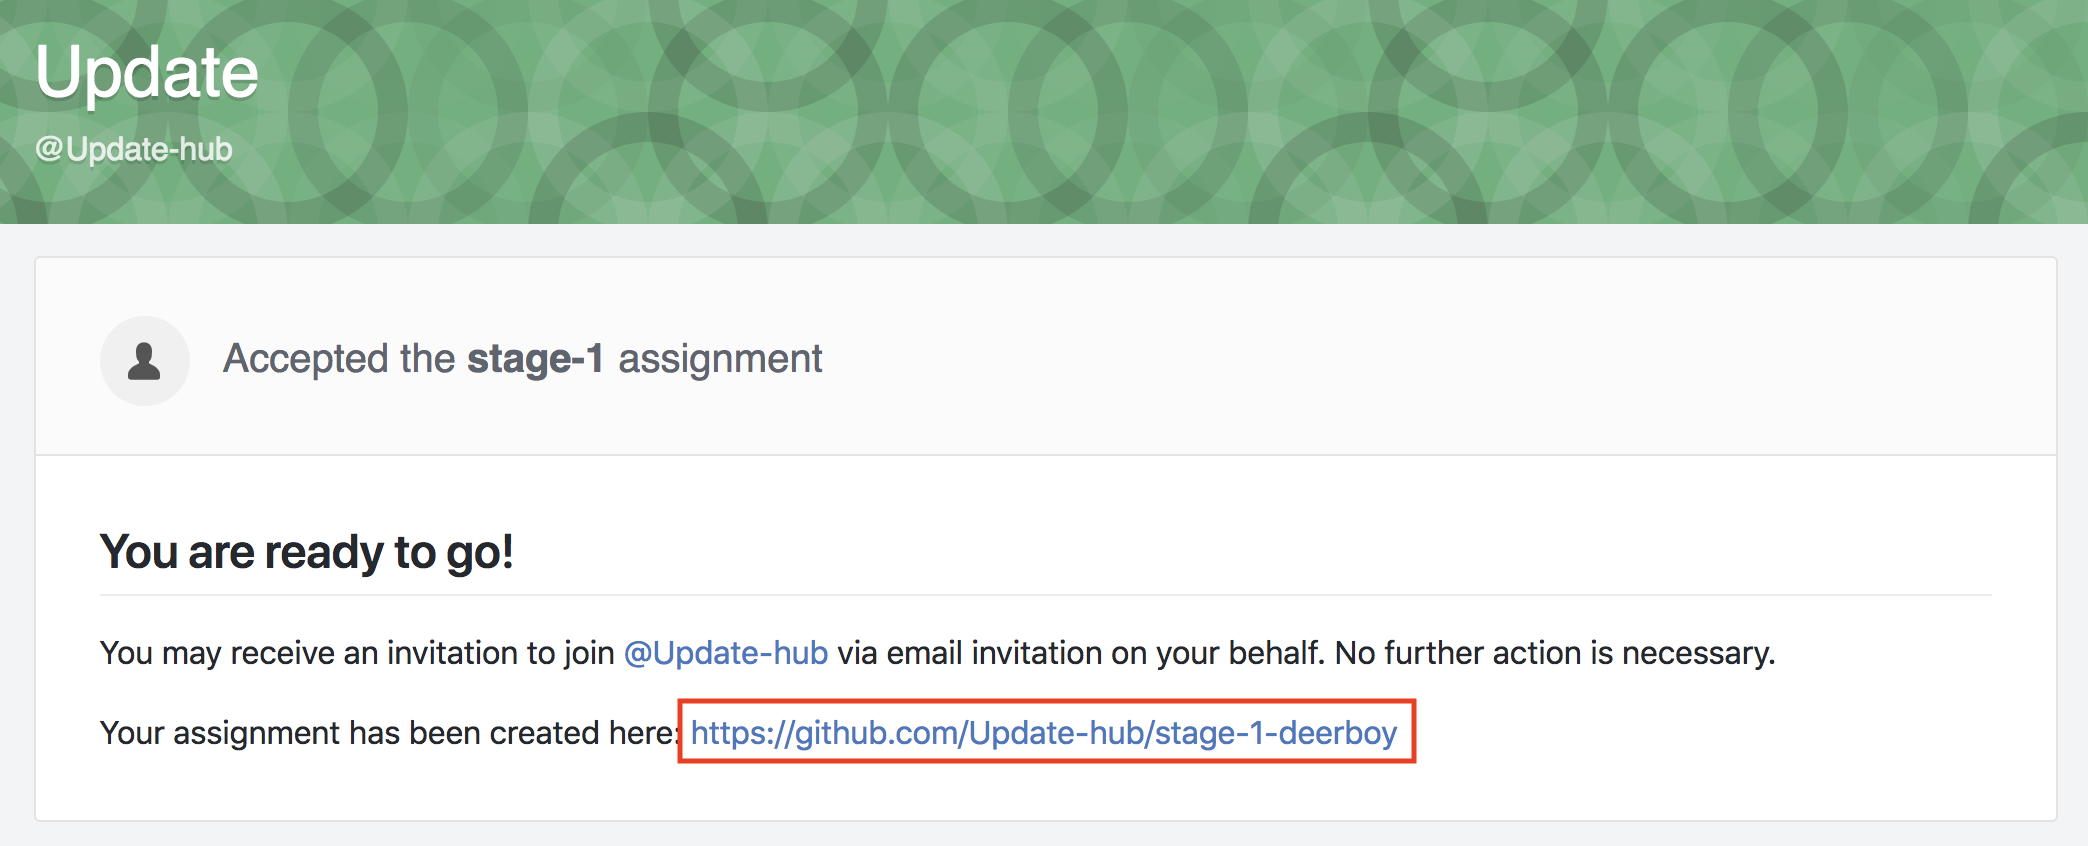 Update
@Update-hub
Accepted the stage-1 assignment
You are ready to go!
You may receive an invitation to join @Update-hub via email invitation on your behalf. No further action is necessary.
Your assignment has been created here: https://github.com/Update-hub/stage-1-deerboy